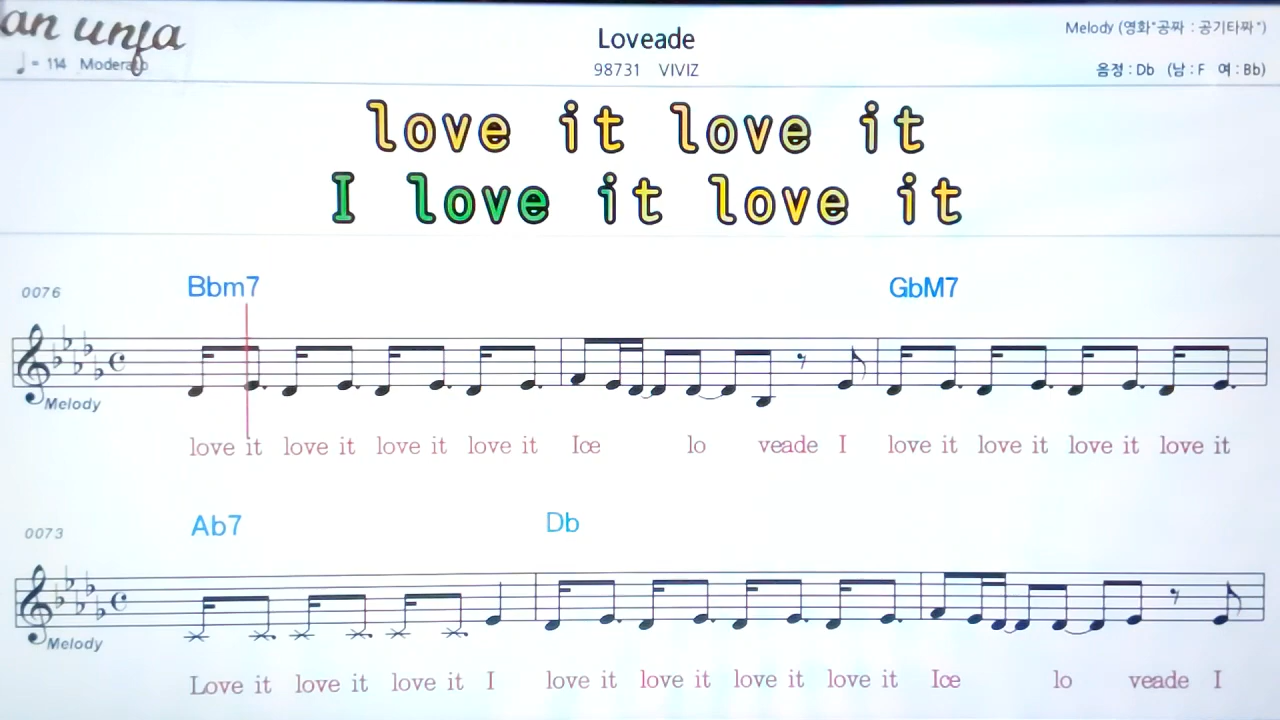 an unfa
♩= 114 Moderato
Loveade
98731 VIVIZ
Melody (영화"공짜 : 공기타짜")
음정 : Db (남 : F 여 : Bb)
love it love it
I love it love it
Bbm7 GbM7
0076
Melody
love it love it love it love it Ice lo veade I love it love it love it love it
Ab7 Db
0073
Melody
Love it love it love it I love it love it love it love it Ice lo veade I